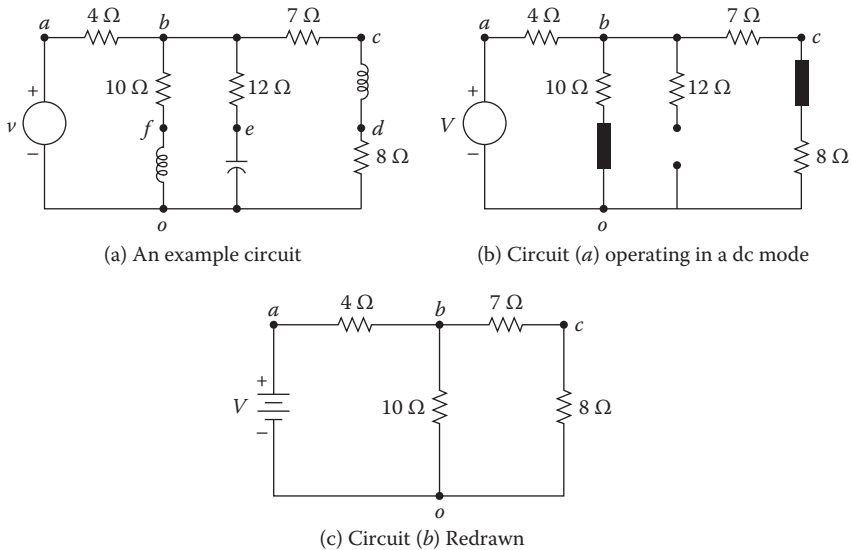 4 Ω
7 Ω
a
b
c
10 Ω
12 Ω
+
v
−
f
e
d
8 Ω
o
(a) An example circuit
4 Ω
7 Ω
a
b
c
10 Ω
12 Ω
+
V
−
8 Ω
o
(b) Circuit (a) operating in a dc mode
4 Ω
7 Ω
a
b
c
+
V
−
10 Ω
8 Ω
o
(c) Circuit (b) Redrawn